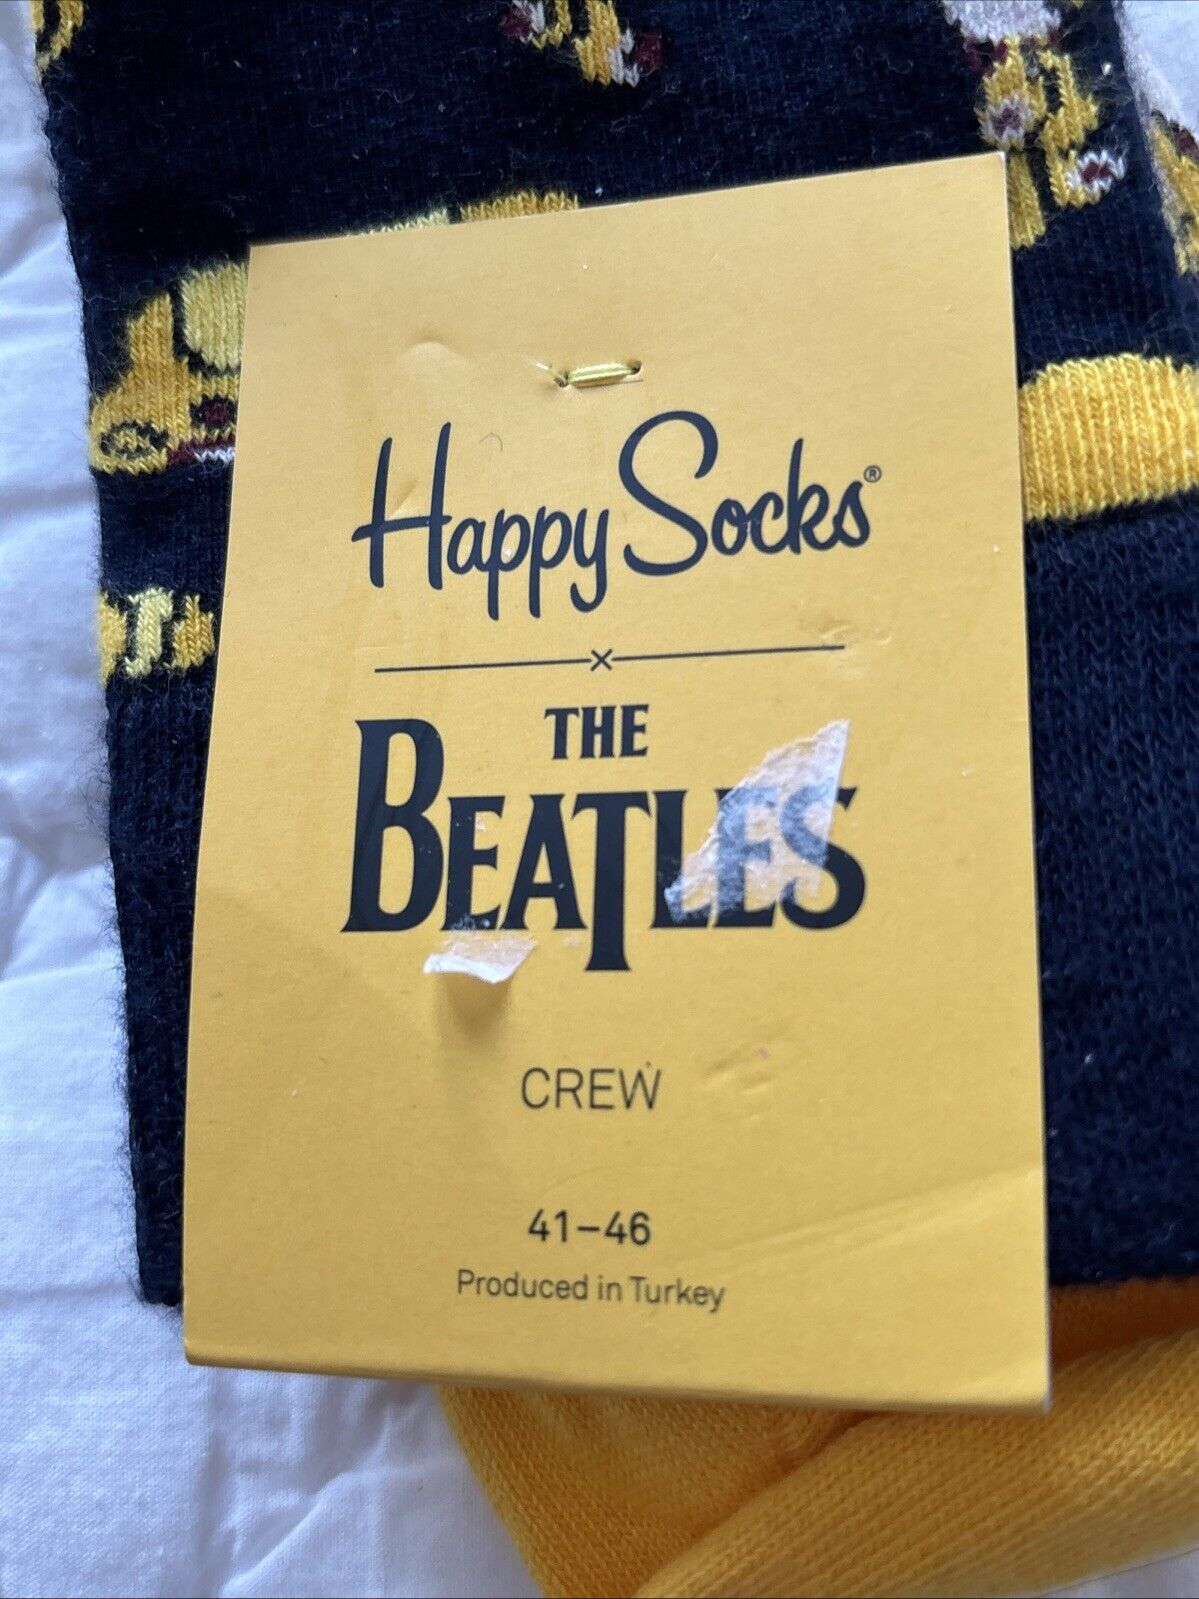 Happy Socks®
×
THE
BEATLES
CREW
41–46
Produced in Turkey